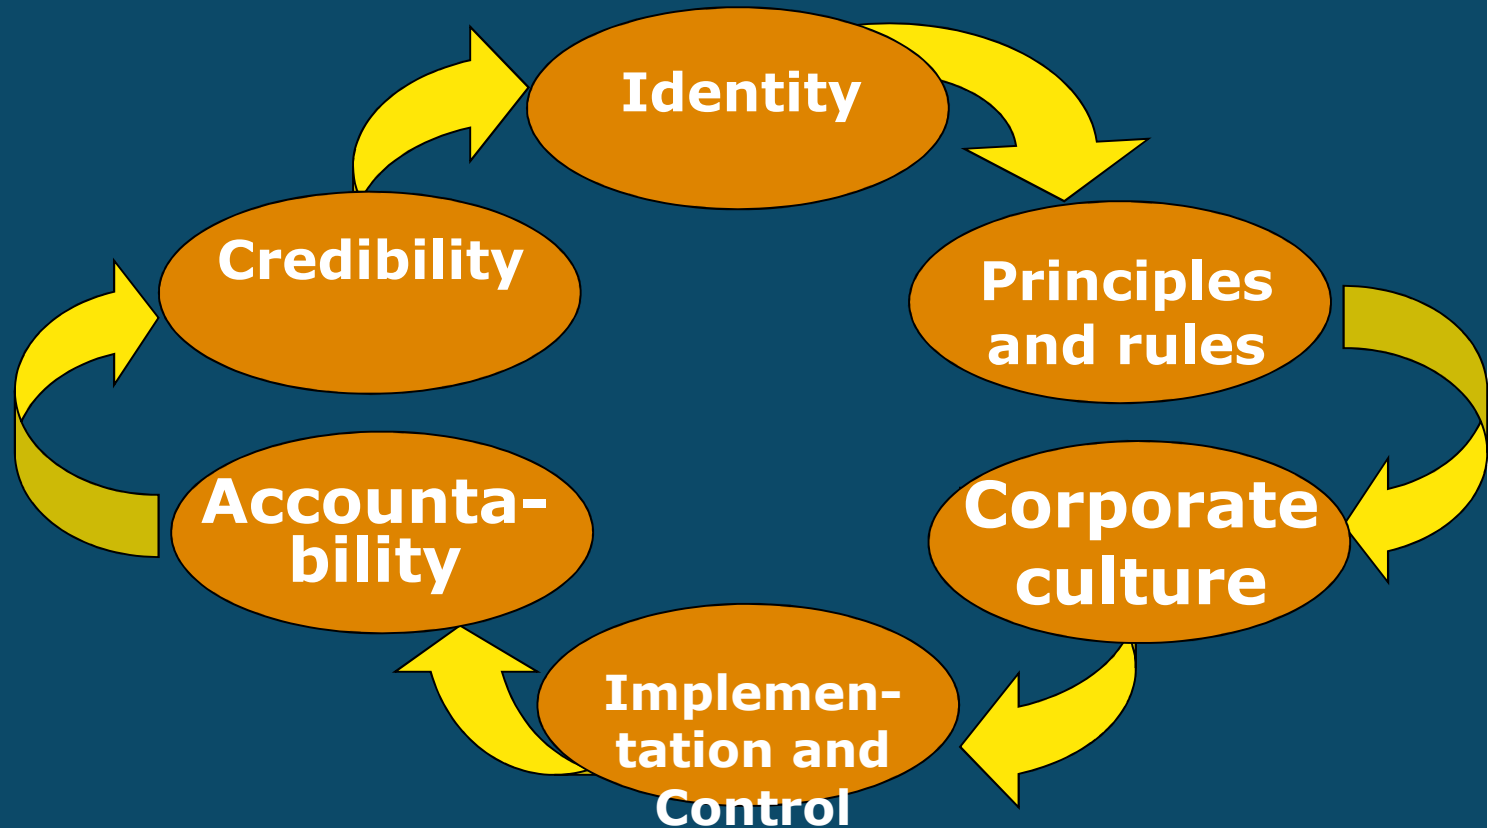 Identity
Principles
and rules
Corporate
culture
Implemen-
tation and
Control
Accounta-
bility
Credibility